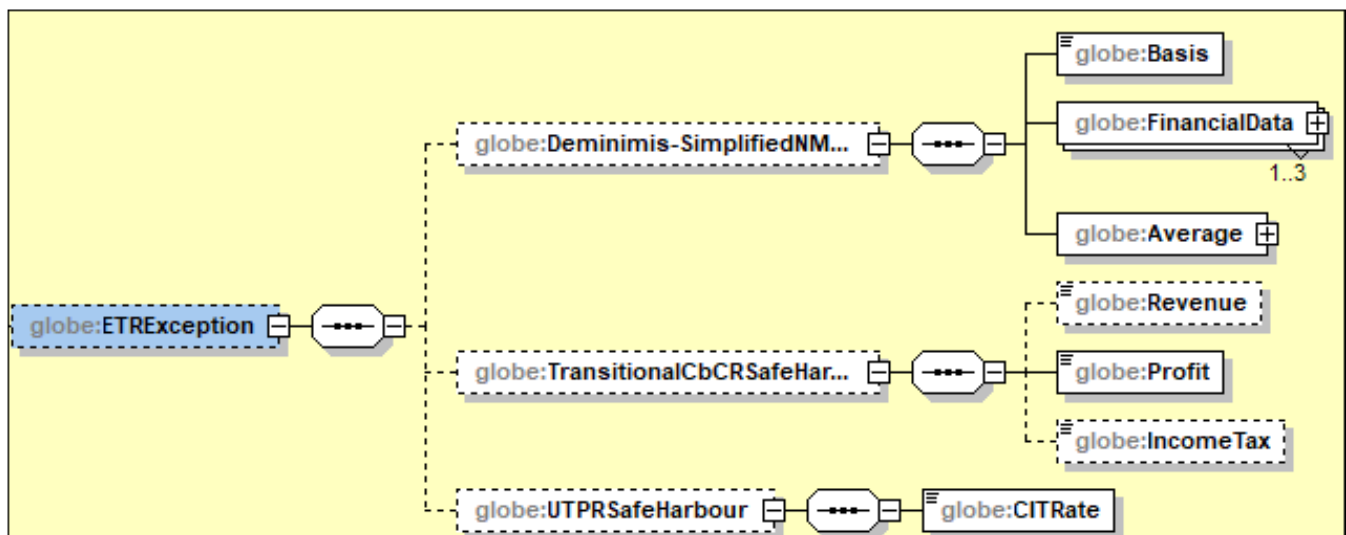 globe:Basis
globe:FinancialData
1..3
globe:Deminimis-SimplifiedNM...
globe:Average
globe:Revenue
globe:ETRException
globe:TransitionalCbCRSafeHar...
globe:Profit
globe:IncomeTax
globe:UTPRSafeHarbour
globe:CITRate